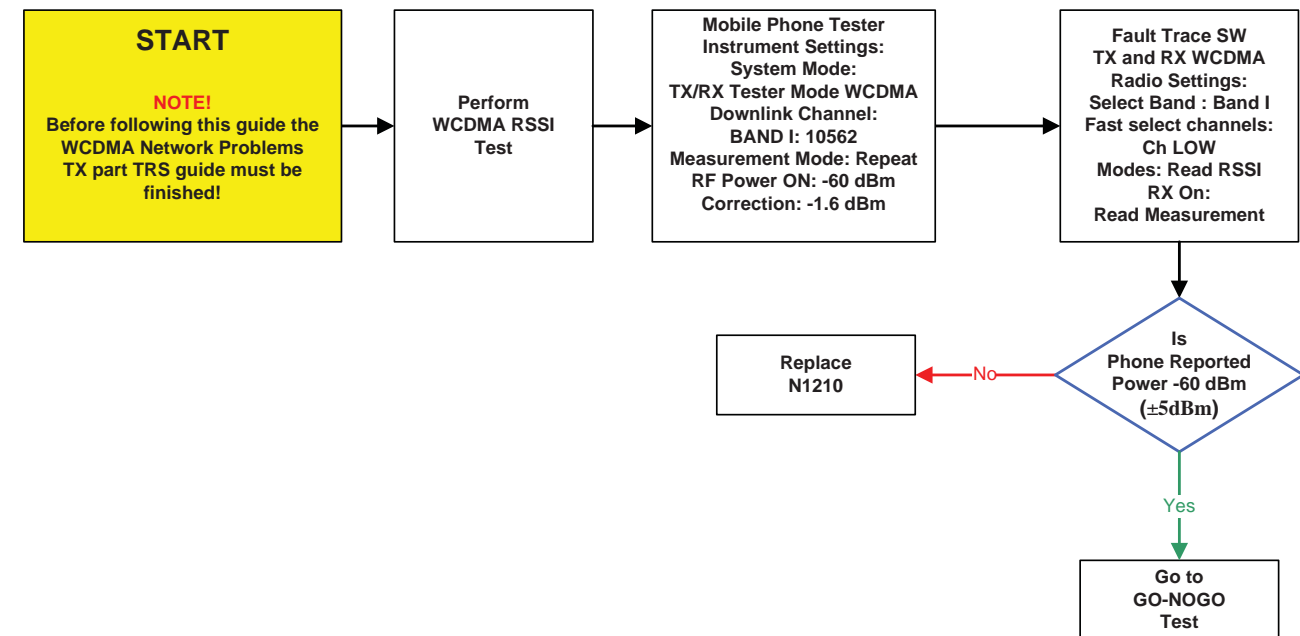 START
NOTE!
Before following this guide the
WCDMA Network Problems
TX part TRS guide must be
finished!
Perform
WCDMA RSSI
Test
Mobile Phone Tester
Instrument Settings:
System Mode:
TX/RX Tester Mode WCDMA
Downlink Channel:
BAND I: 10562
Measurement Mode: Repeat
RF Power ON: -60 dBm
Correction: -1.6 dBm
Fault Trace SW
TX and RX WCDMA
Radio Settings:
Select Band : Band I
Fast select channels:
Ch LOW
Modes: Read RSSI
RX On:
Read Measurement
Is
Phone Reported
Power -60 dBm
(±5dBm)
No
Replace
N1210
Yes
Go to
GO-NOGO
Test